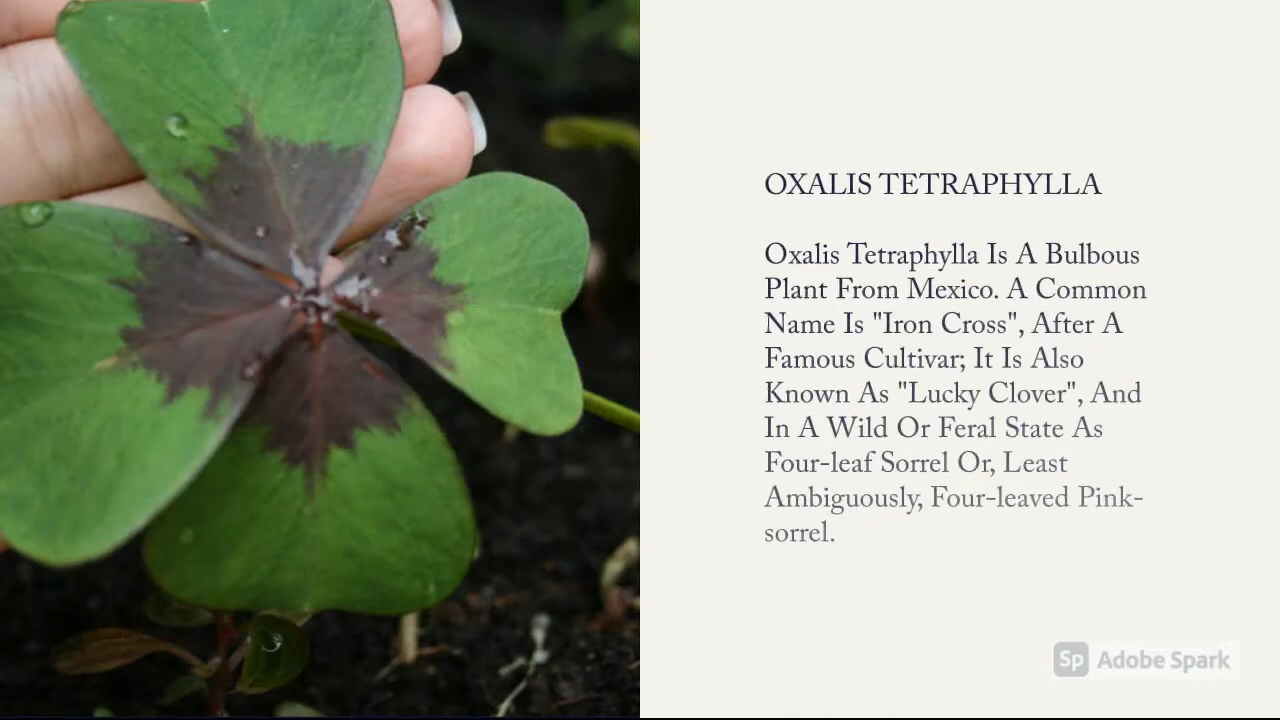 OXALIS TETRAPHYLLA
Oxalis Tetraphylla Is A Bulbous
Plant From Mexico. A Common
Name Is "Iron Cross", After A
Famous Cultivar; It Is Also
Known As "Lucky Clover", And
In A Wild Or Feral State As
Four-leaf Sorrel Or, Least
Ambiguously, Four-leaved Pink-
sorrel.
Sp Adobe Spark